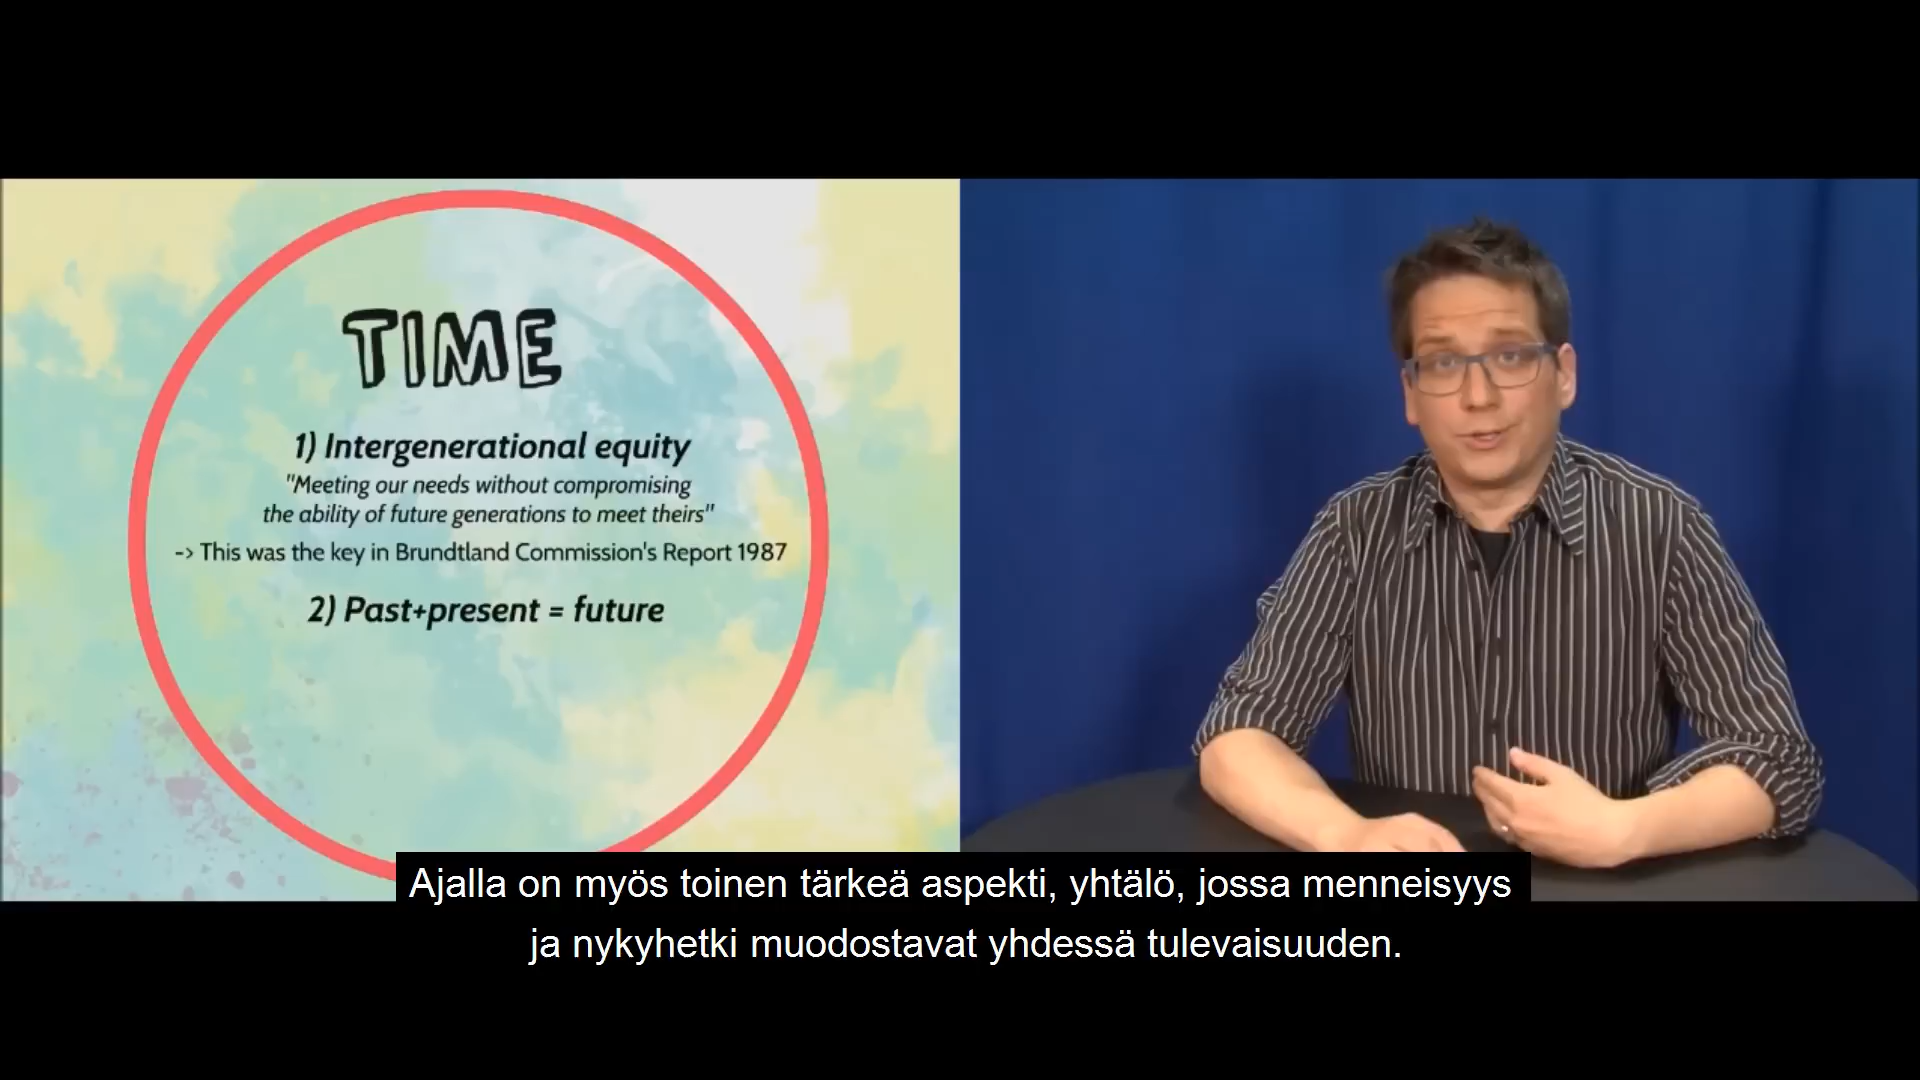 TIME
1) Intergenerational equity
"Meeting our needs without compromising
the ability of future generations to meet theirs"
-> This was the key in Brundtland Commission's Report 1987
2) Past+present = future
Ajalla on myös toinen tärkeä aspekti, yhtälö, jossa menneisyys
ja nykyhetki muodostavat yhdessä tulevaisuuden.